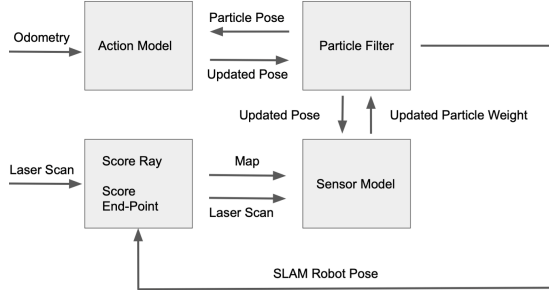 Particle Pose
Odometry
Action Model
Particle Filter
Updated Pose
Updated Pose
Updated Particle Weight
Score Ray
Map
Laser Scan
Score
End-Point
Sensor Model
Laser Scan
SLAM Robot Pose